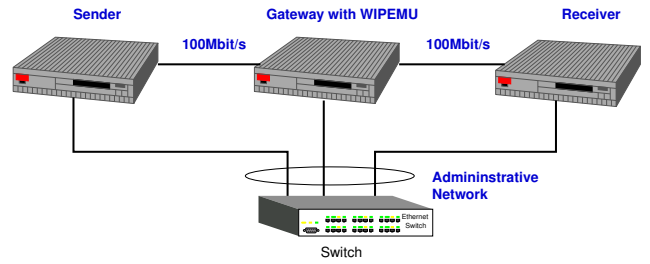 Sender
Gateway with WIPEMU
Receiver
100Mbit/s
100Mbit/s
Admininstrative
Network
Ethernet
Switch
Switch